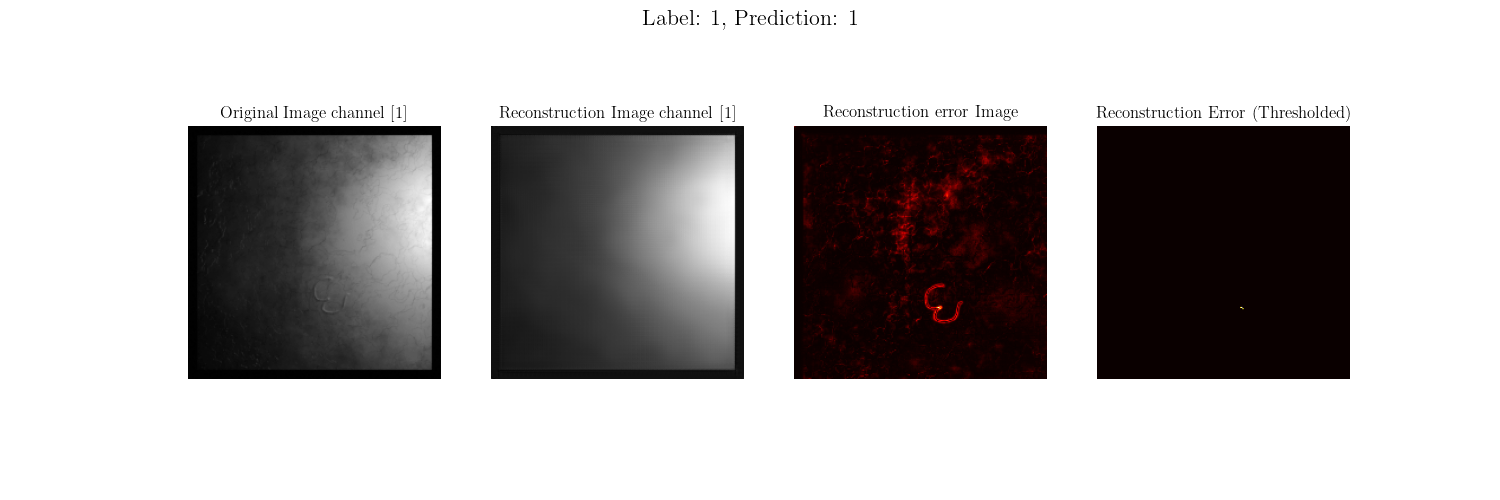 Label: 1, Prediction: 1
Original Image channel [1]
Reconstruction Image channel [1]
Reconstruction error Image
Reconstruction Error (Thresholded)